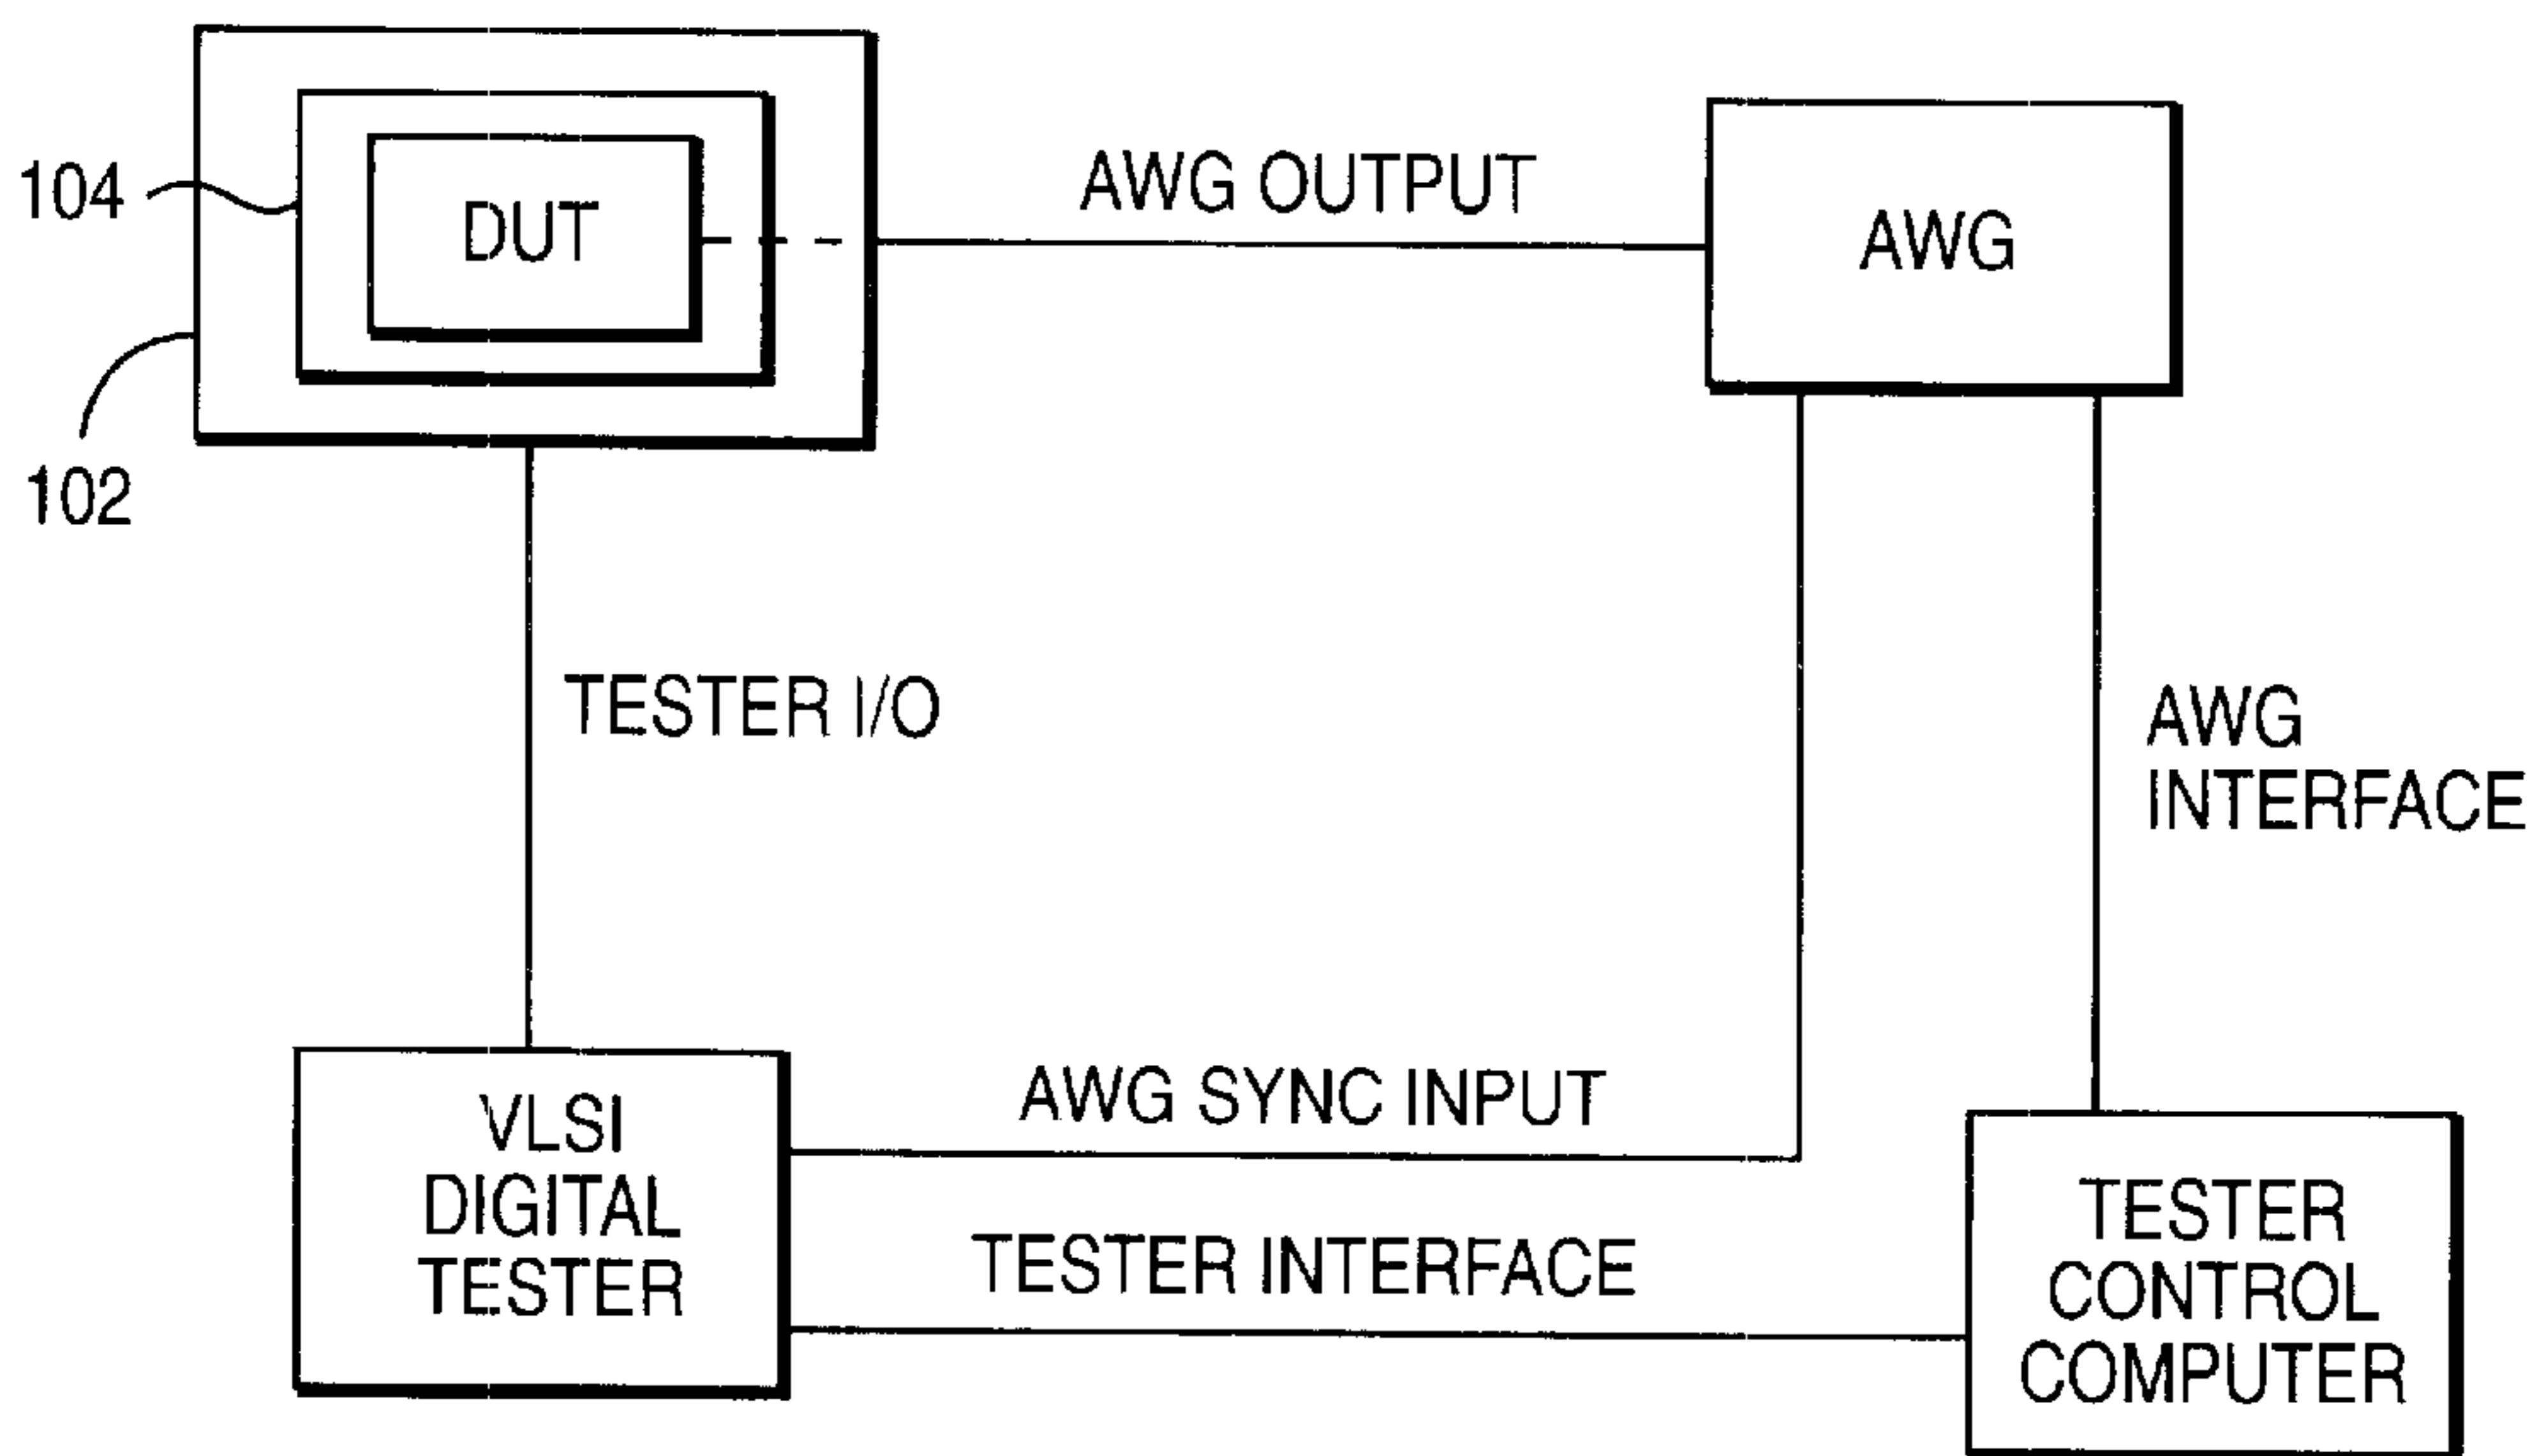 104
DUT
AWG OUTPUT
AWG
102
TESTER I/O
AWG
INTERFACE
VLSI
DIGITAL
TESTER
AWG SYNC INPUT
TESTER INTERFACE
TESTER
CONTROL
COMPUTER